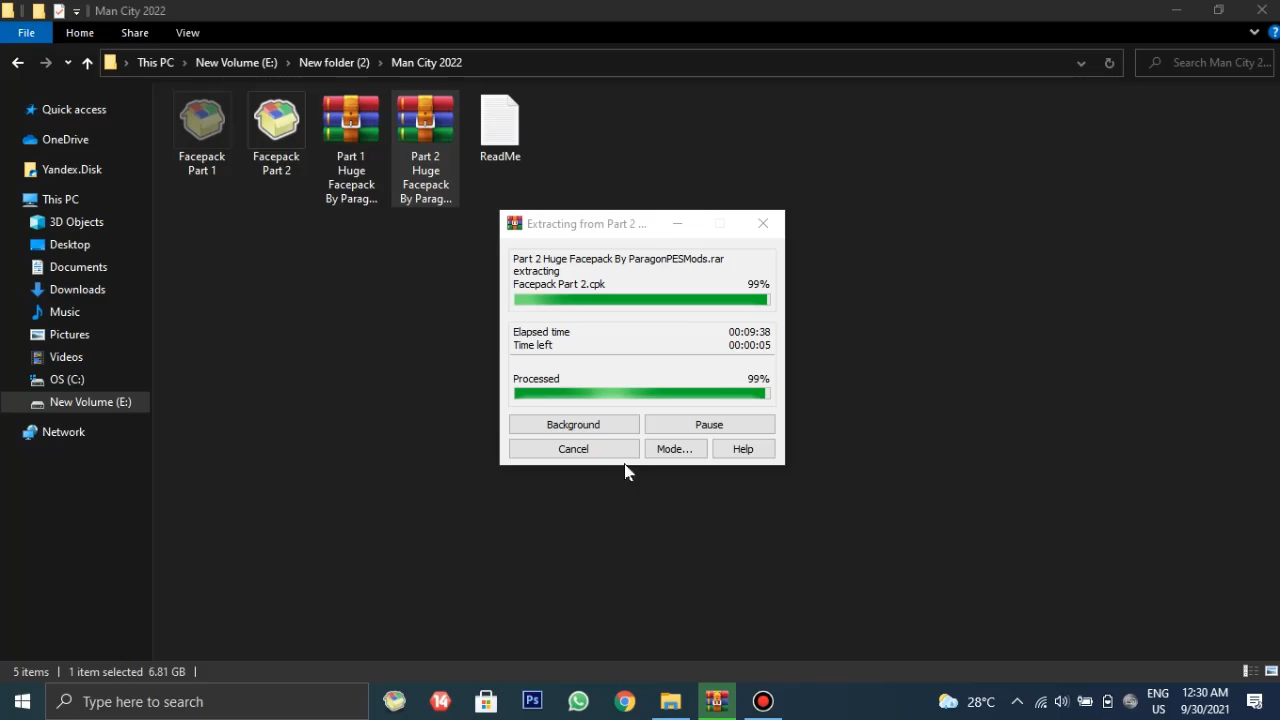 Man City 2022
File
Home
Share
View
This PC
New Volume (E:)
New folder (2)
Man City 2022
Search Man City 2...
Quick access
OneDrive
Yandex.Disk
This PC
3D Objects
Desktop
Documents
Downloads
Music
Pictures
Videos
OS (C:)
New Volume (E:)
Network
Facepack
Part 1
Facepack
Part 2
Part 1
Huge
Facepack
By Parag...
Part 2
Huge
Facepack
By Parag...
ReadMe
Extracting from Part 2 ...
Part 2 Huge Facepack By ParagonPESMods.rar
extracting
Facepack Part 2.cpk 99%
Elapsed time 00:09:38
Time left 00:00:05
Processed 99%
Background
Pause
Cancel
Mode...
Help
5 items
1 item selected 6.81 GB
Type here to search
14
Ps
28°C
ENG
US
12:30 AM
9/30/2021